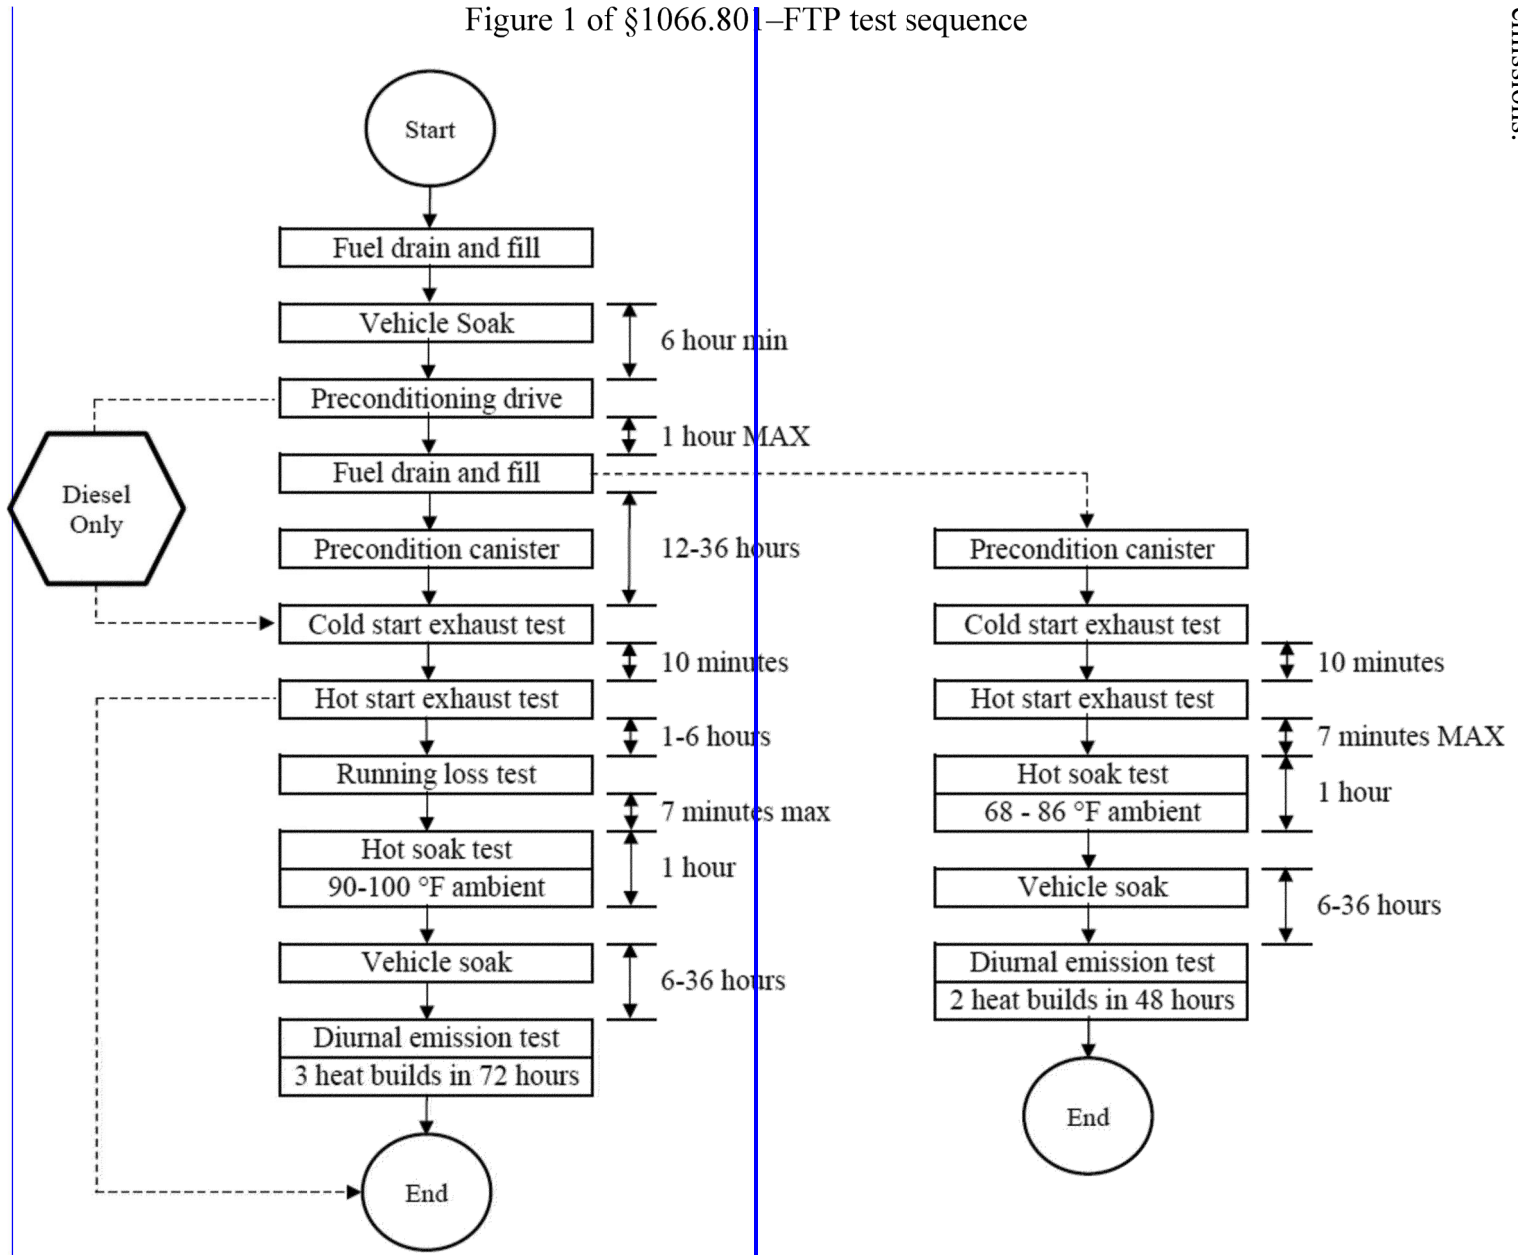 Figure 1 of §1066.801–FTP test sequence
emissions.
Start
Fuel drain and fill
Vehicle Soak
6 hour min
Preconditioning drive
1 hour MAX
Fuel drain and fill
Diesel
Only
Precondition canister
12-36 hours
Cold start exhaust test
10 minutes
Hot start exhaust test
1-6 hours
Running loss test
7 minutes max
Hot soak test
90-100 °F ambient
1 hour
Vehicle soak
6-36 hours
Diurnal emission test
3 heat builds in 72 hours
End
Precondition canister
Cold start exhaust test
10 minutes
Hot start exhaust test
7 minutes MAX
Hot soak test
68 - 86 °F ambient
1 hour
Vehicle soak
6-36 hours
Diurnal emission test
2 heat builds in 48 hours
End